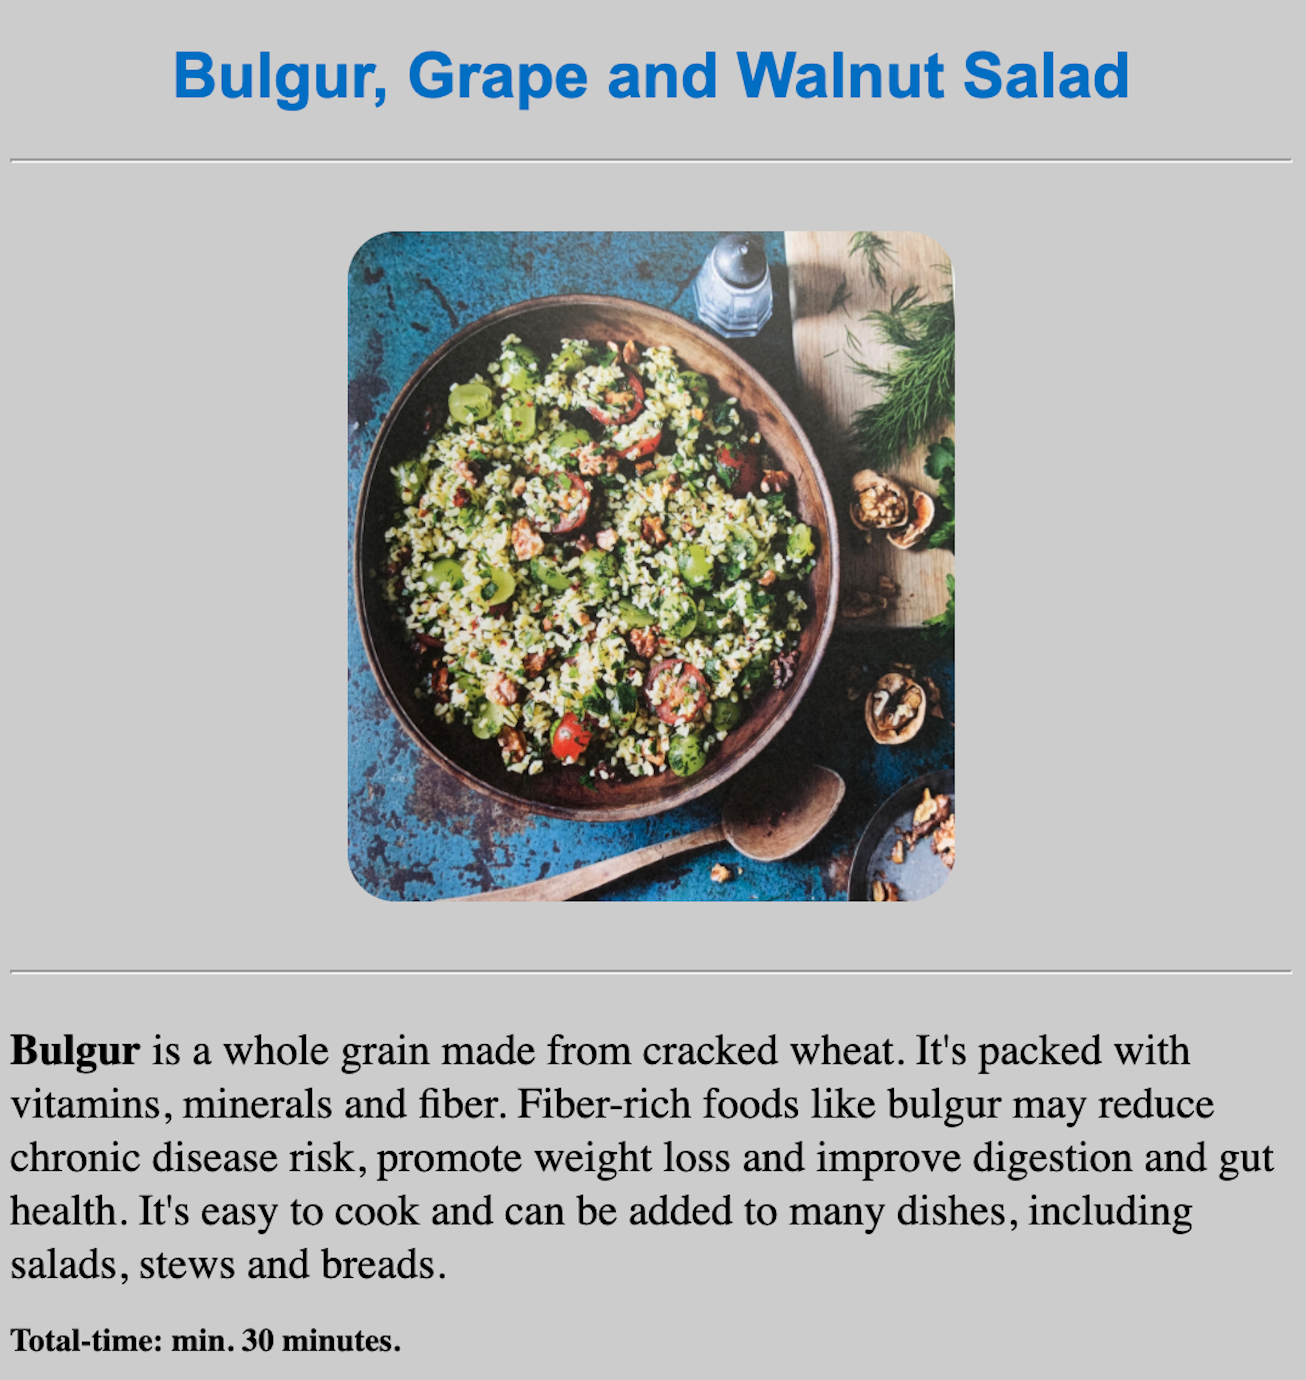 Bulgur, Grape and Walnut Salad
Bulgur is a whole grain made from cracked wheat. It's packed with
vitamins, minerals and fiber. Fiber-rich foods like bulgur may reduce
chronic disease risk, promote weight loss and improve digestion and gut
health. It's easy to cook and can be added to many dishes, including
salads, stews and breads.
Total-time: min. 30 minutes.